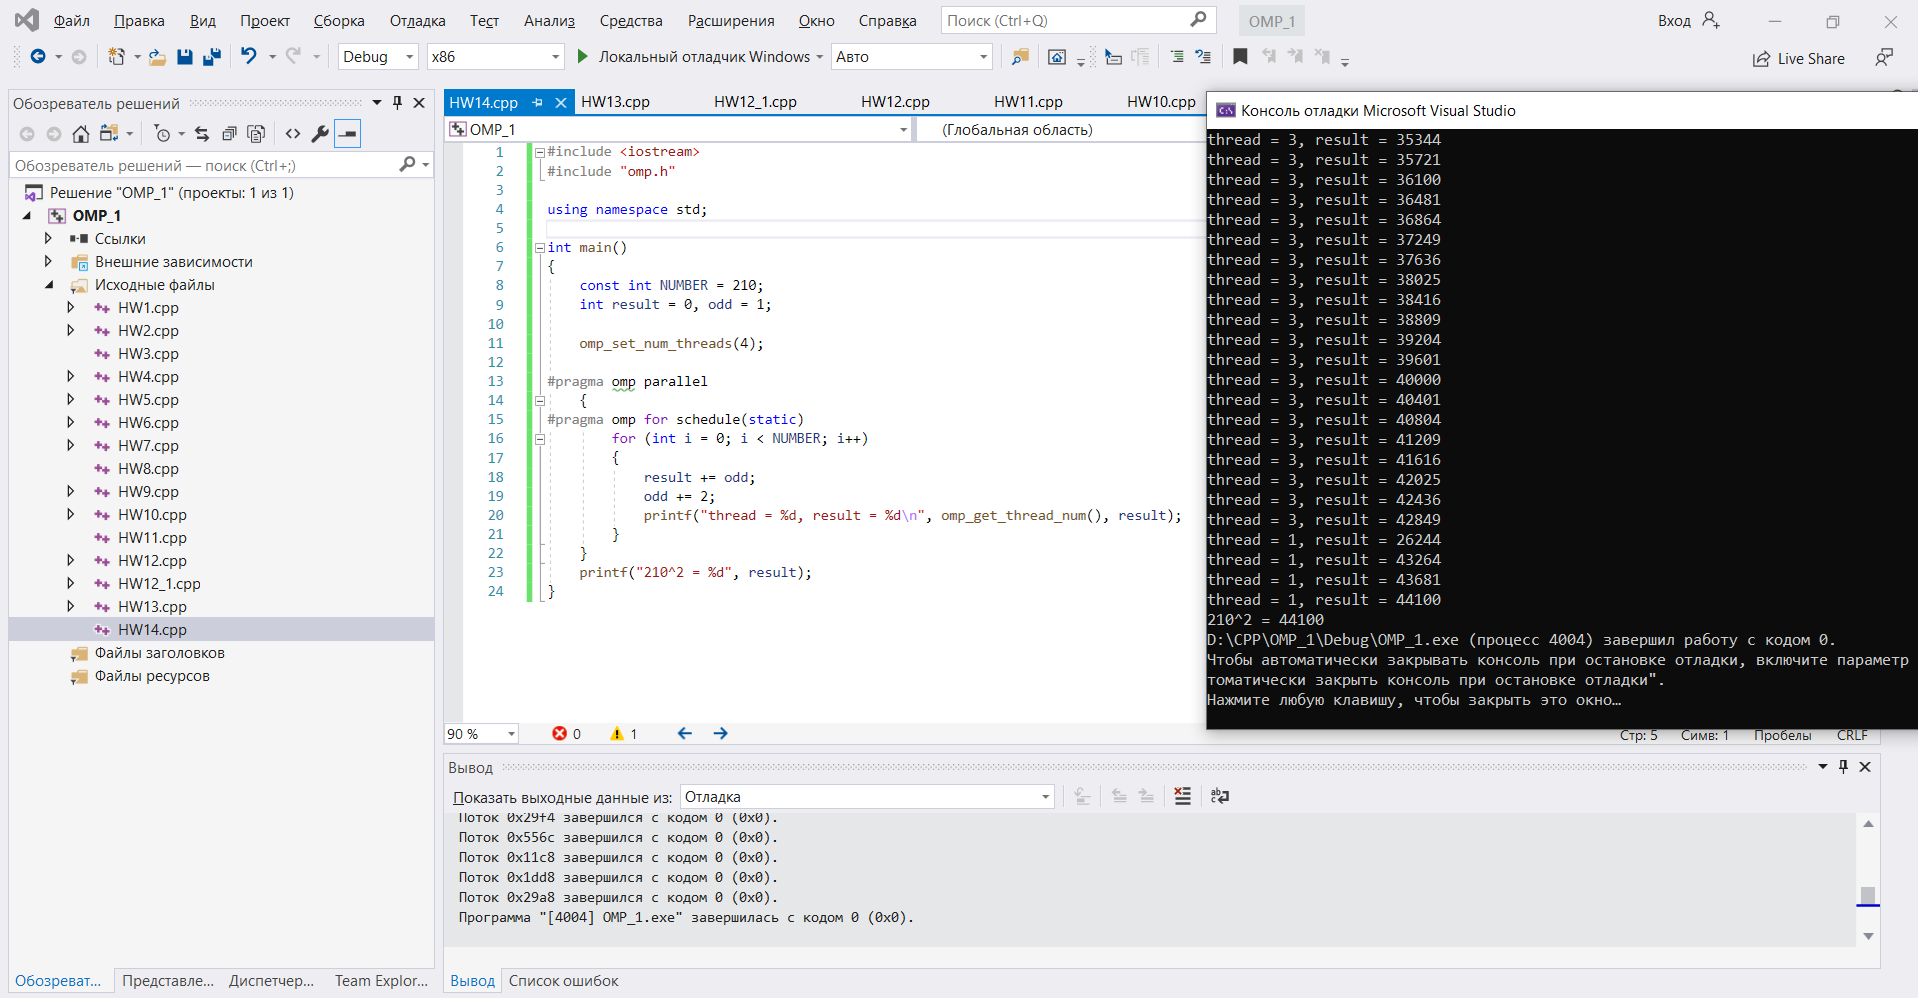 Файл Правка Вид Проект Сборка Отладка Тест Анализ Средства Расширения Окно Справка Поиск (Ctrl+Q) OMP_1 Вход
Debug x86 Локальный отладчик Windows Авто Live Share
Обозреватель решений
Обозреватель решений — поиск (Ctrl+;)
Решение "OMP_1" (проекты: 1 из 1)
OMP_1
Ссылки
Внешние зависимости
Исходные файлы
HW1.cpp
HW2.cpp
HW3.cpp
HW4.cpp
HW5.cpp
HW6.cpp
HW7.cpp
HW8.cpp
HW9.cpp
HW10.cpp
HW11.cpp
HW12.cpp
HW12_1.cpp
HW13.cpp
HW14.cpp
Файлы заголовков
Файлы ресурсов
Обозреват... Представле... Диспетчер... Team Explor...
HW14.cpp HW13.cpp HW12_1.cpp HW12.cpp HW11.cpp HW10.cpp
OMP_1 (Глобальная область)
1 #include <iostream>
2 #include "omp.h"
3
4 using namespace std;
5
6 int main()
7 {
8 const int NUMBER = 210;
9 int result = 0, odd = 1;
10
11 omp_set_num_threads(4);
12
13 #pragma omp parallel
14 {
15 #pragma omp for schedule(static)
16 for (int i = 0; i < NUMBER; i++)
17 {
18 result += odd;
19 odd += 2;
20 printf("thread = %d, result = %d\n", omp_get_thread_num(), result);
21 }
22 }
23 printf("210^2 = %d", result);
24 }
90 % 0 1 Стр: 5 Симв: 1 Пробелы CRLF
Консоль отладки Microsoft Visual Studio
thread = 3, result = 35344
thread = 3, result = 35721
thread = 3, result = 36100
thread = 3, result = 36481
thread = 3, result = 36864
thread = 3, result = 37249
thread = 3, result = 37636
thread = 3, result = 38025
thread = 3, result = 38416
thread = 3, result = 38809
thread = 3, result = 39204
thread = 3, result = 39601
thread = 3, result = 40000
thread = 3, result = 40401
thread = 3, result = 40804
thread = 3, result = 41209
thread = 3, result = 41616
thread = 3, result = 42025
thread = 3, result = 42436
thread = 3, result = 42849
thread = 1, result = 26244
thread = 1, result = 43264
thread = 1, result = 43681
thread = 1, result = 44100
210^2 = 44100
D:\CPP\OMP_1\Debug\OMP_1.exe (процесс 4004) завершил работу с кодом 0.
Чтобы автоматически закрывать консоль при остановке отладки, включите параметр
томатически закрыть консоль при остановке отладки".
Нажмите любую клавишу, чтобы закрыть это окно…
Вывод
Показать выходные данные из: Отладка
Поток 0x29f4 завершился с кодом 0 (0x0).
Поток 0x556c завершился с кодом 0 (0x0).
Поток 0x11c8 завершился с кодом 0 (0x0).
Поток 0x1dd8 завершился с кодом 0 (0x0).
Поток 0x29a8 завершился с кодом 0 (0x0).
Программа "[4004] OMP_1.exe" завершилась с кодом 0 (0x0).
Вывод Список ошибок